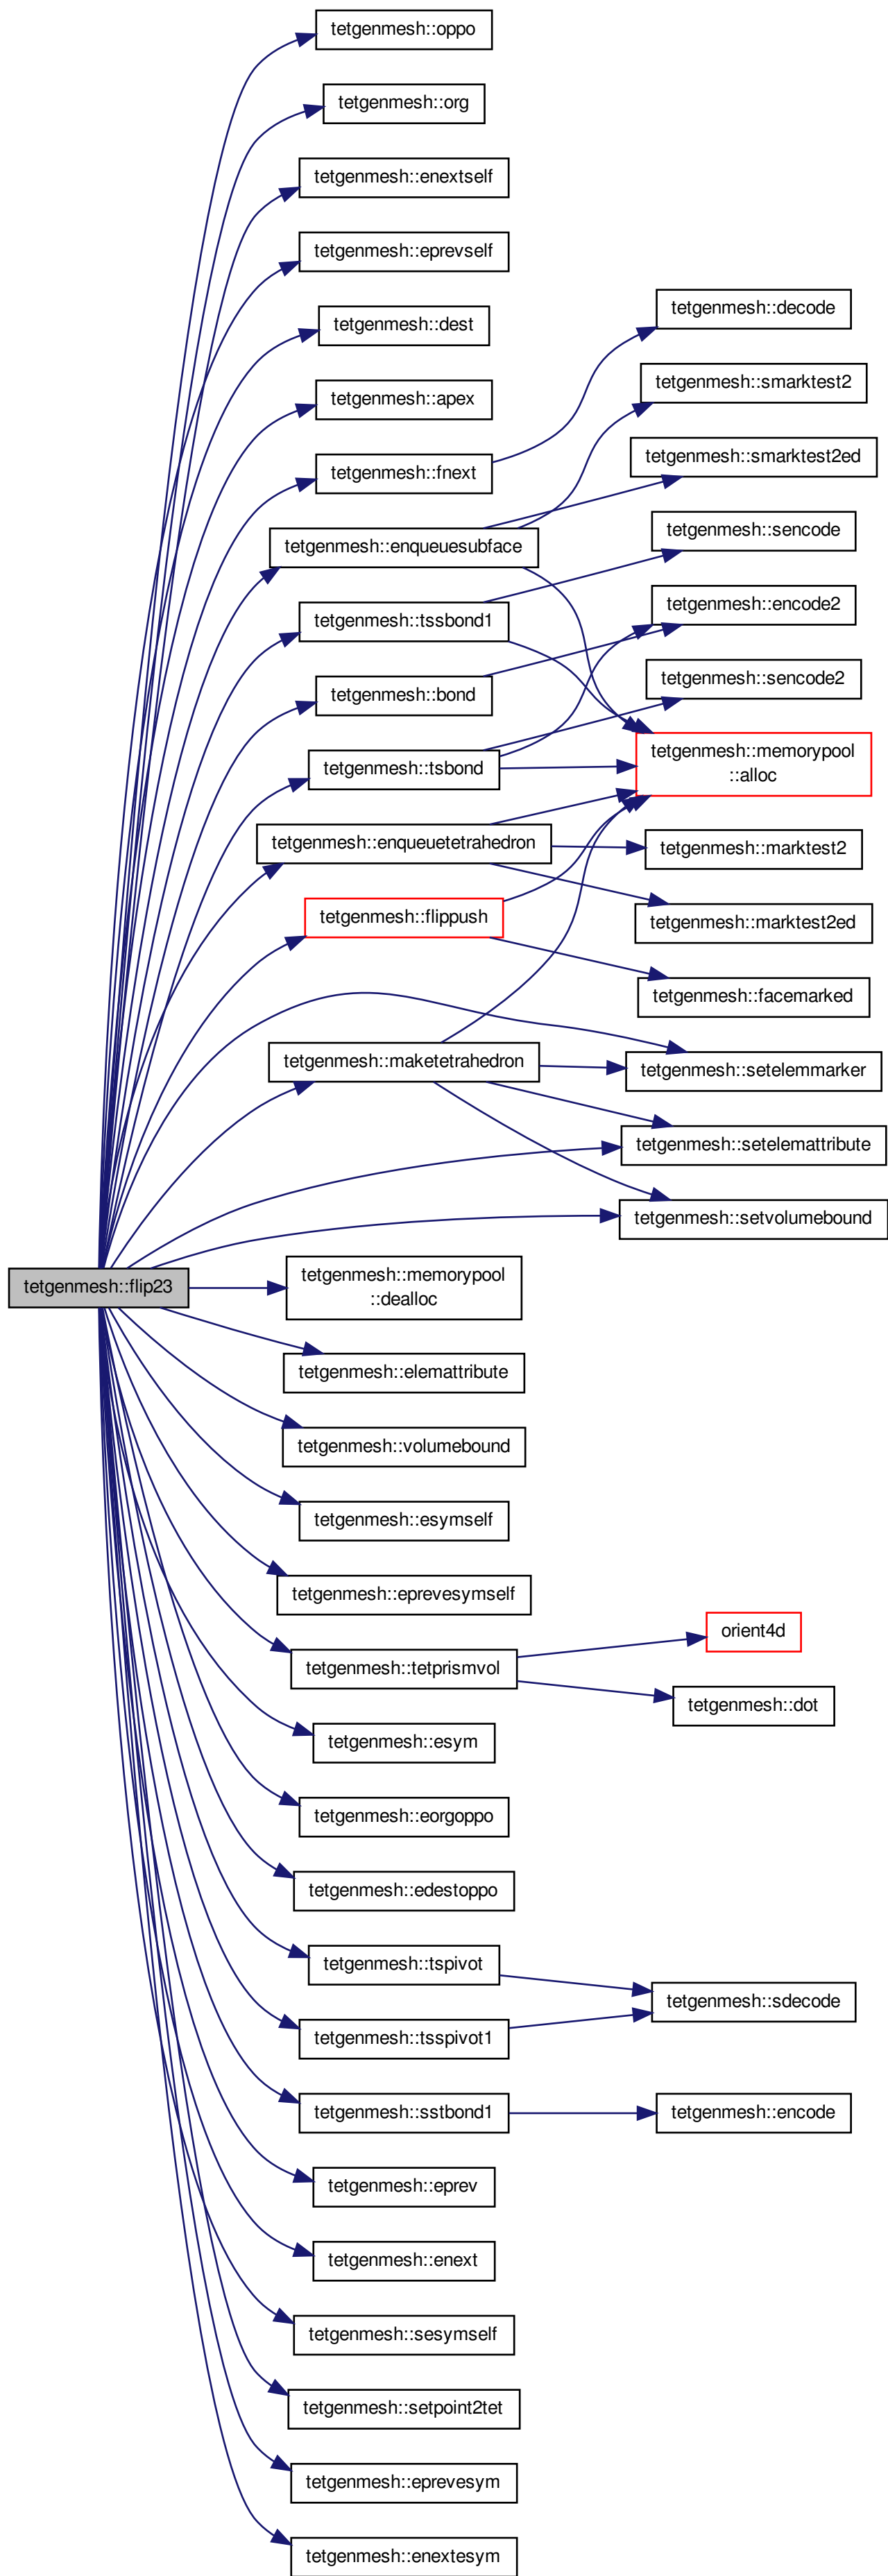 tetgenmesh::oppo
tetgenmesh::org
tetgenmesh::enextself
tetgenmesh::eprevself
tetgenmesh::decode
tetgenmesh::dest
tetgenmesh::smarktest2
tetgenmesh::apex
tetgenmesh::smarktest2ed
tetgenmesh::fnext
tetgenmesh::sencode
tetgenmesh::enqueuesubface
tetgenmesh::encode2
tetgenmesh::tssbond1
tetgenmesh::sencode2
tetgenmesh::bond
tetgenmesh::memorypool
::alloc
tetgenmesh::tsbond
tetgenmesh::enqueuetetrahedron
tetgenmesh::marktest2
tetgenmesh::flippush
tetgenmesh::marktest2ed
tetgenmesh::facemarked
tetgenmesh::maketetrahedron
tetgenmesh::setelemmarker
tetgenmesh::setelemattribute
tetgenmesh::setvolumebound
tetgenmesh::flip23
tetgenmesh::memorypool
::dealloc
tetgenmesh::elemattribute
tetgenmesh::volumebound
tetgenmesh::esymself
tetgenmesh::eprevesymself
orient4d
tetgenmesh::tetprismvol
tetgenmesh::dot
tetgenmesh::esym
tetgenmesh::eorgoppo
tetgenmesh::edestoppo
tetgenmesh::tspivot
tetgenmesh::sdecode
tetgenmesh::tsspivot1
tetgenmesh::sstbond1
tetgenmesh::encode
tetgenmesh::eprev
tetgenmesh::enext
tetgenmesh::sesymself
tetgenmesh::setpoint2tet
tetgenmesh::eprevesym
tetgenmesh::enextesym